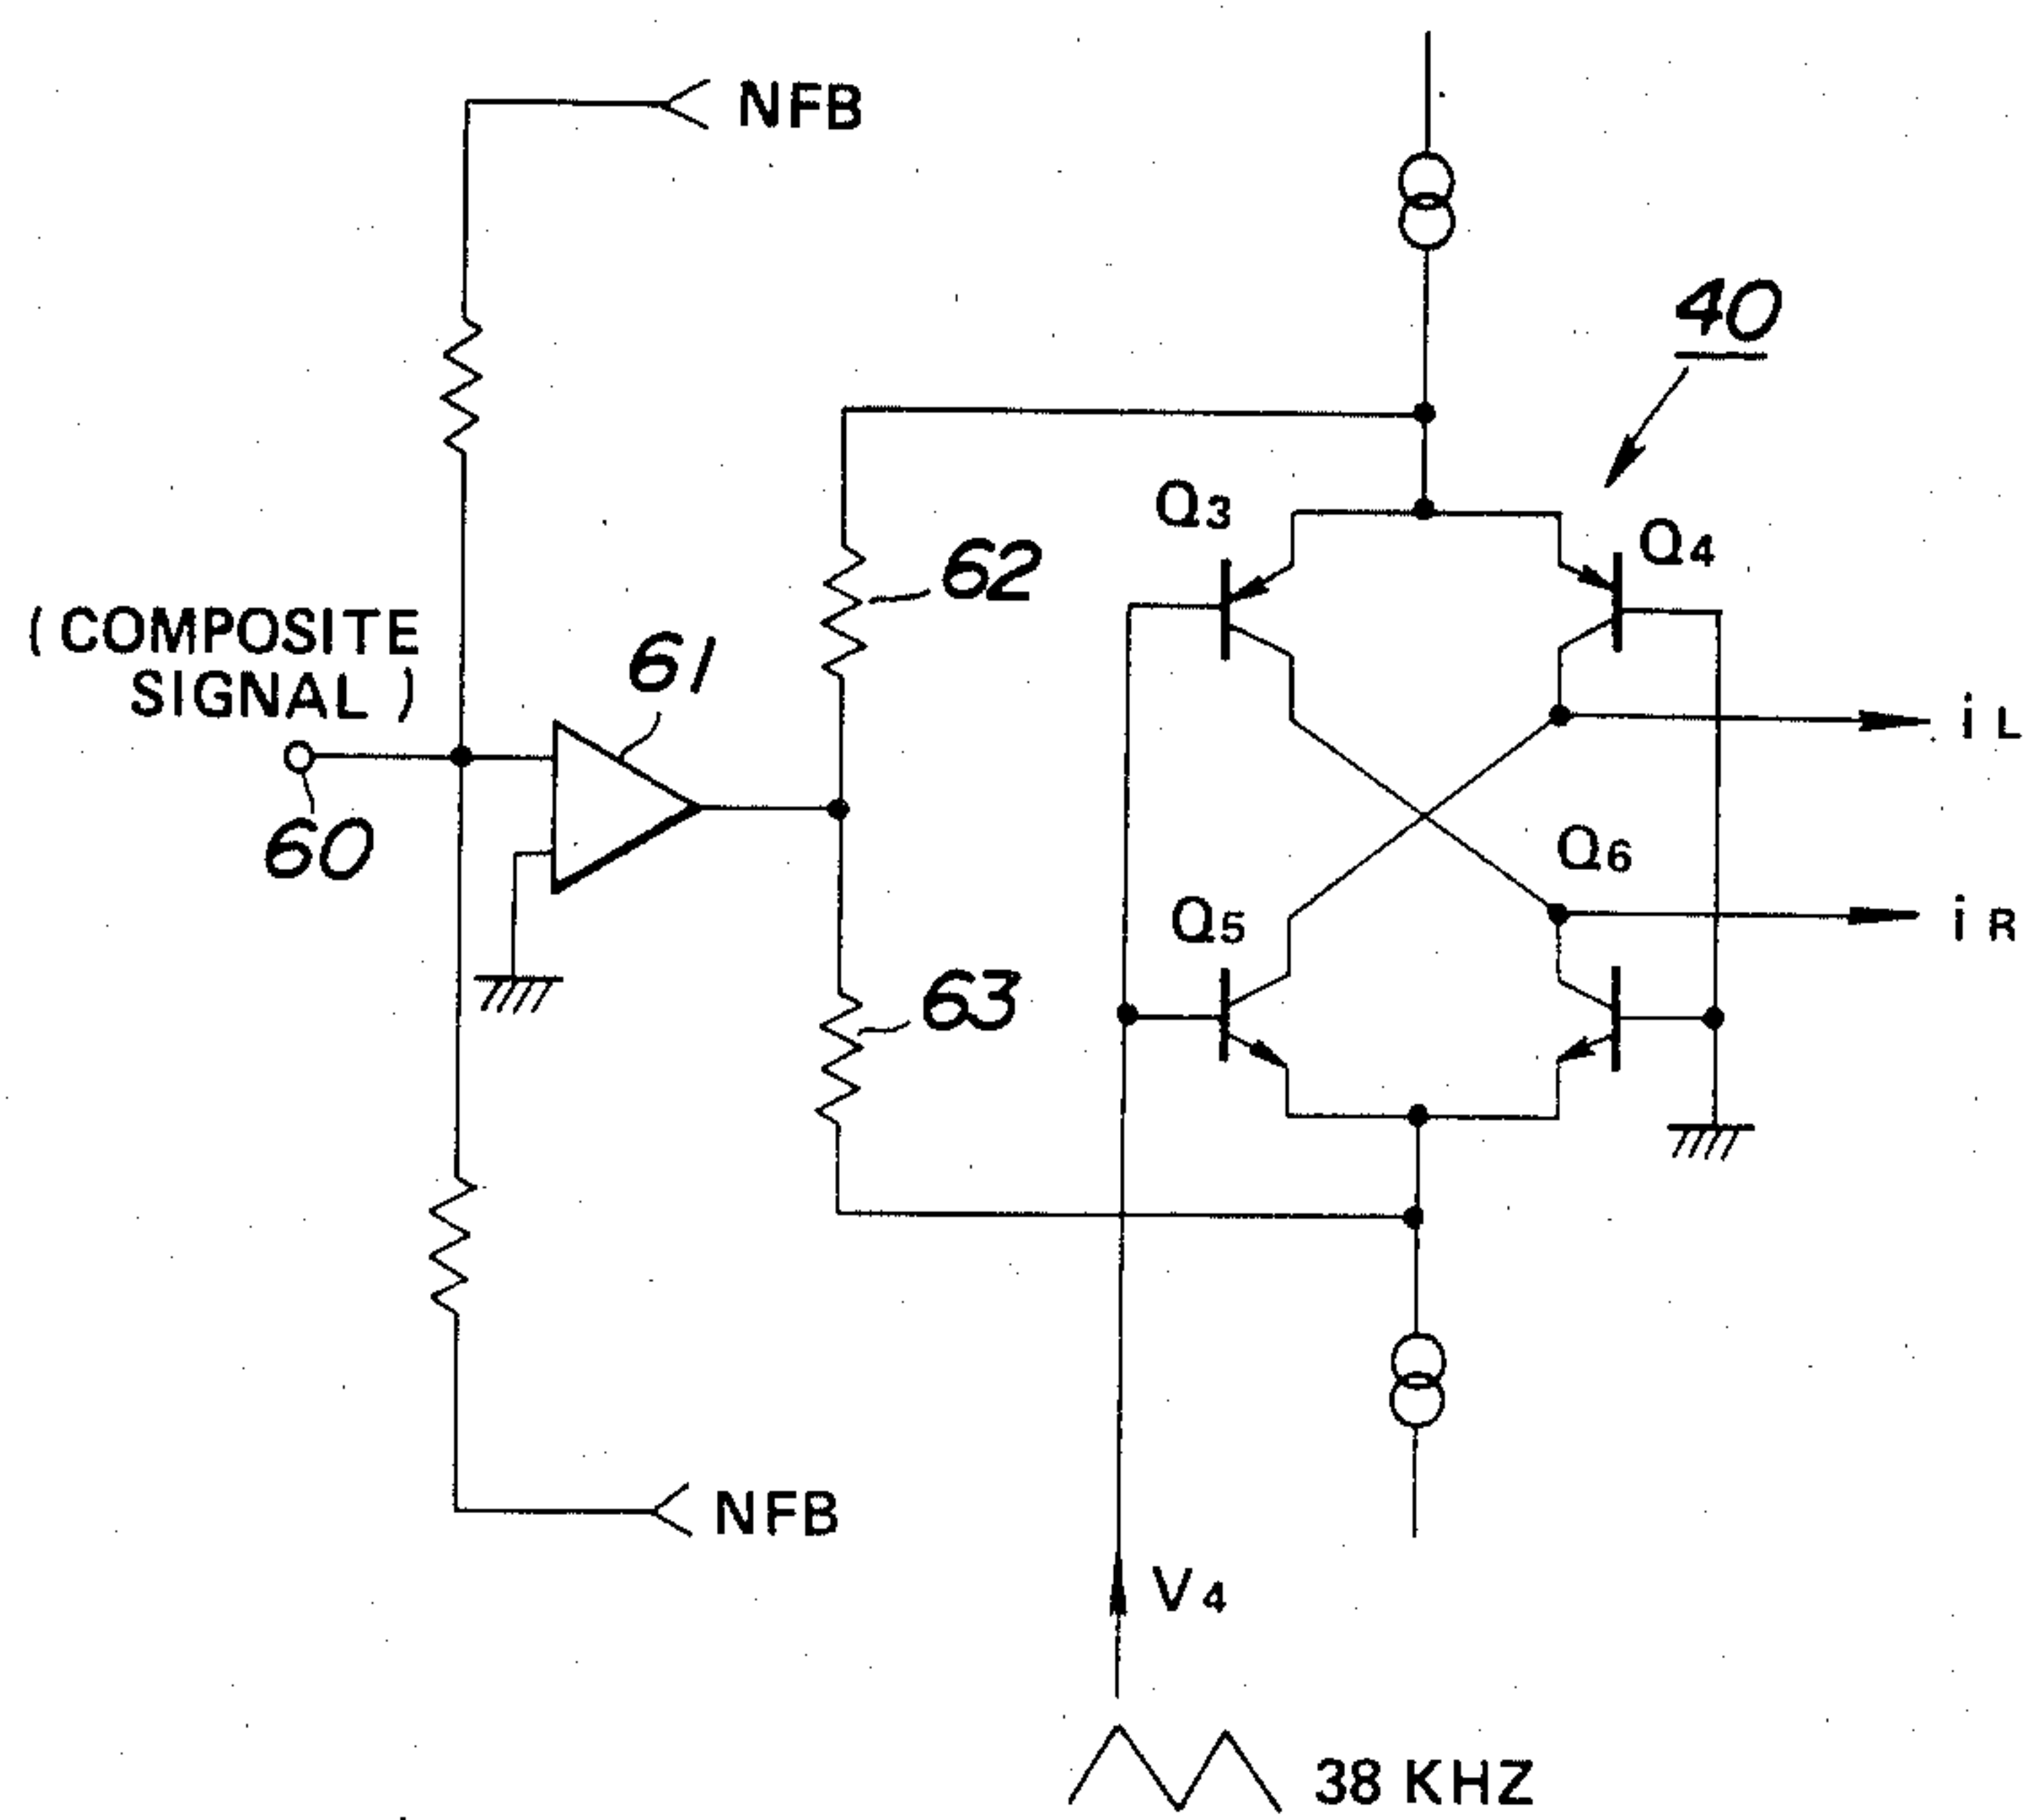 NFB
40
Q3
Q4
62
(COMPOSITE
SIGNAL)
61
iL
60
Q6
Q5
iR
63
NFB
V4
38 KHZ